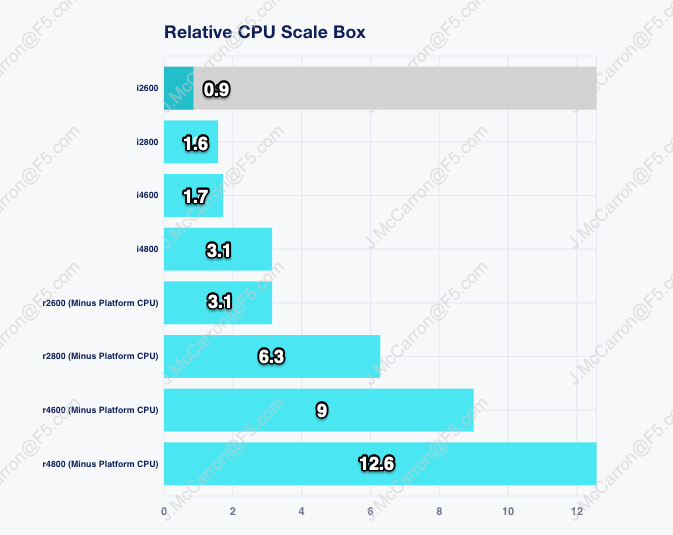 Relative CPU Scale Box
i2600
0.9
i2800
1.6
i4600
1.7
i4800
3.1
r2600 (Minus Platform CPU)
3.1
r2800 (Minus Platform CPU)
6.3
r4600 (Minus Platform CPU)
9
r4800 (Minus Platform CPU)
12.6
0 2 4 6 8 10 12
J.McCarron@F5.com